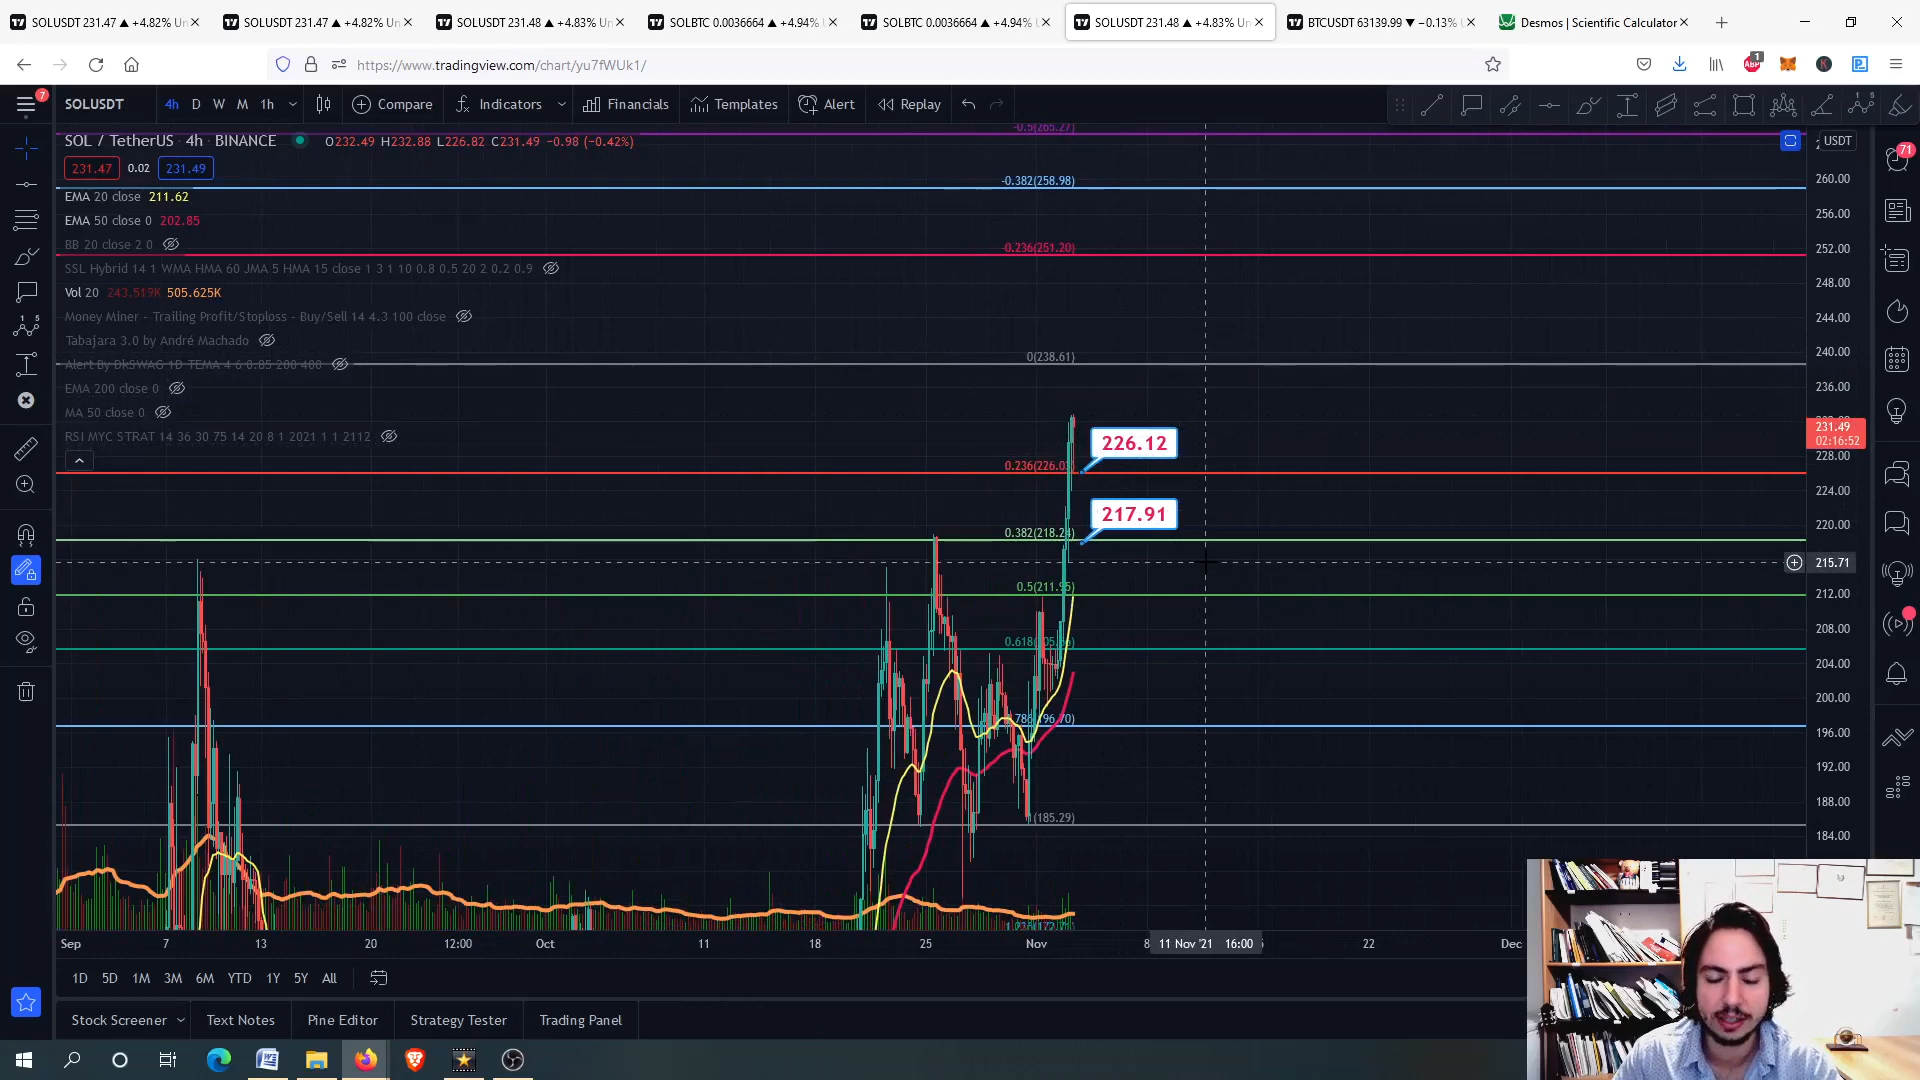 SOLUSDT 231.47 ▲ +4.82% Un
SOLUSDT 231.47 ▲ +4.82% Un
SOLUSDT 231.48 ▲ +4.83% Un
SOLBTC 0.0036664 ▲ +4.94% U
SOLBTC 0.0036664 ▲ +4.94% U
SOLUSDT 231.48 ▲ +4.83% Un
BTCUSDT 63139.99 ▼ −0.13% U
Desmos | Scientific Calculator
https://www.tradingview.com/chart/yu7fWUk1/
1
7
SOLUSDT
4h D W M 1h
Compare
Indicators
Financials
Templates
Alert
Replay
SOL / TetherUS 4h BINANCE O232.49 H232.88 L226.82 C231.49 −0.98 (−0.42%)
231.47 0.02 231.49
EMA 20 close 211.62
EMA 50 close 0 202.85
BB 20 close 2 0
SSL Hybrid 14 1 WMA HMA 60 JMA 5 HMA 15 close 1 3 1 10 0.8 0.5 20 2 0.2 0.9
Vol 20 243.519K 505.625K
Money Miner - Trailing Profit/Stoploss - Buy/Sell 14 4.3 100 close
Tabajara 3.0 by André Machado
Alert By DkSWAG 1D TEMA 4 6 0.85 200 400
EMA 200 close 0
MA 50 close 0
RSI MYC STRAT 14 36 30 75 14 20 8 1 2021 1 1 2112
-0.5(265.27)
-0.382(258.98)
-0.236(251.20)
0(238.61)
226.12
0.236(226.03)
217.91
0.382(218.24)
0.5(211.95)
0.618(205.66)
0.786(196.70)
1(185.29)
USDT
260.00
256.00
252.00
248.00
244.00
240.00
236.00
231.49
02:16:52
228.00
224.00
220.00
215.71
212.00
208.00
204.00
200.00
196.00
192.00
188.00
184.00
71
Sep 7 13 20 12:00 Oct 11 18 25 Nov 8 11 Nov '21 16:00 22 Dec
1D 5D 1M 3M 6M YTD 1Y 5Y All
Stock Screener Text Notes Pine Editor Strategy Tester Trading Panel